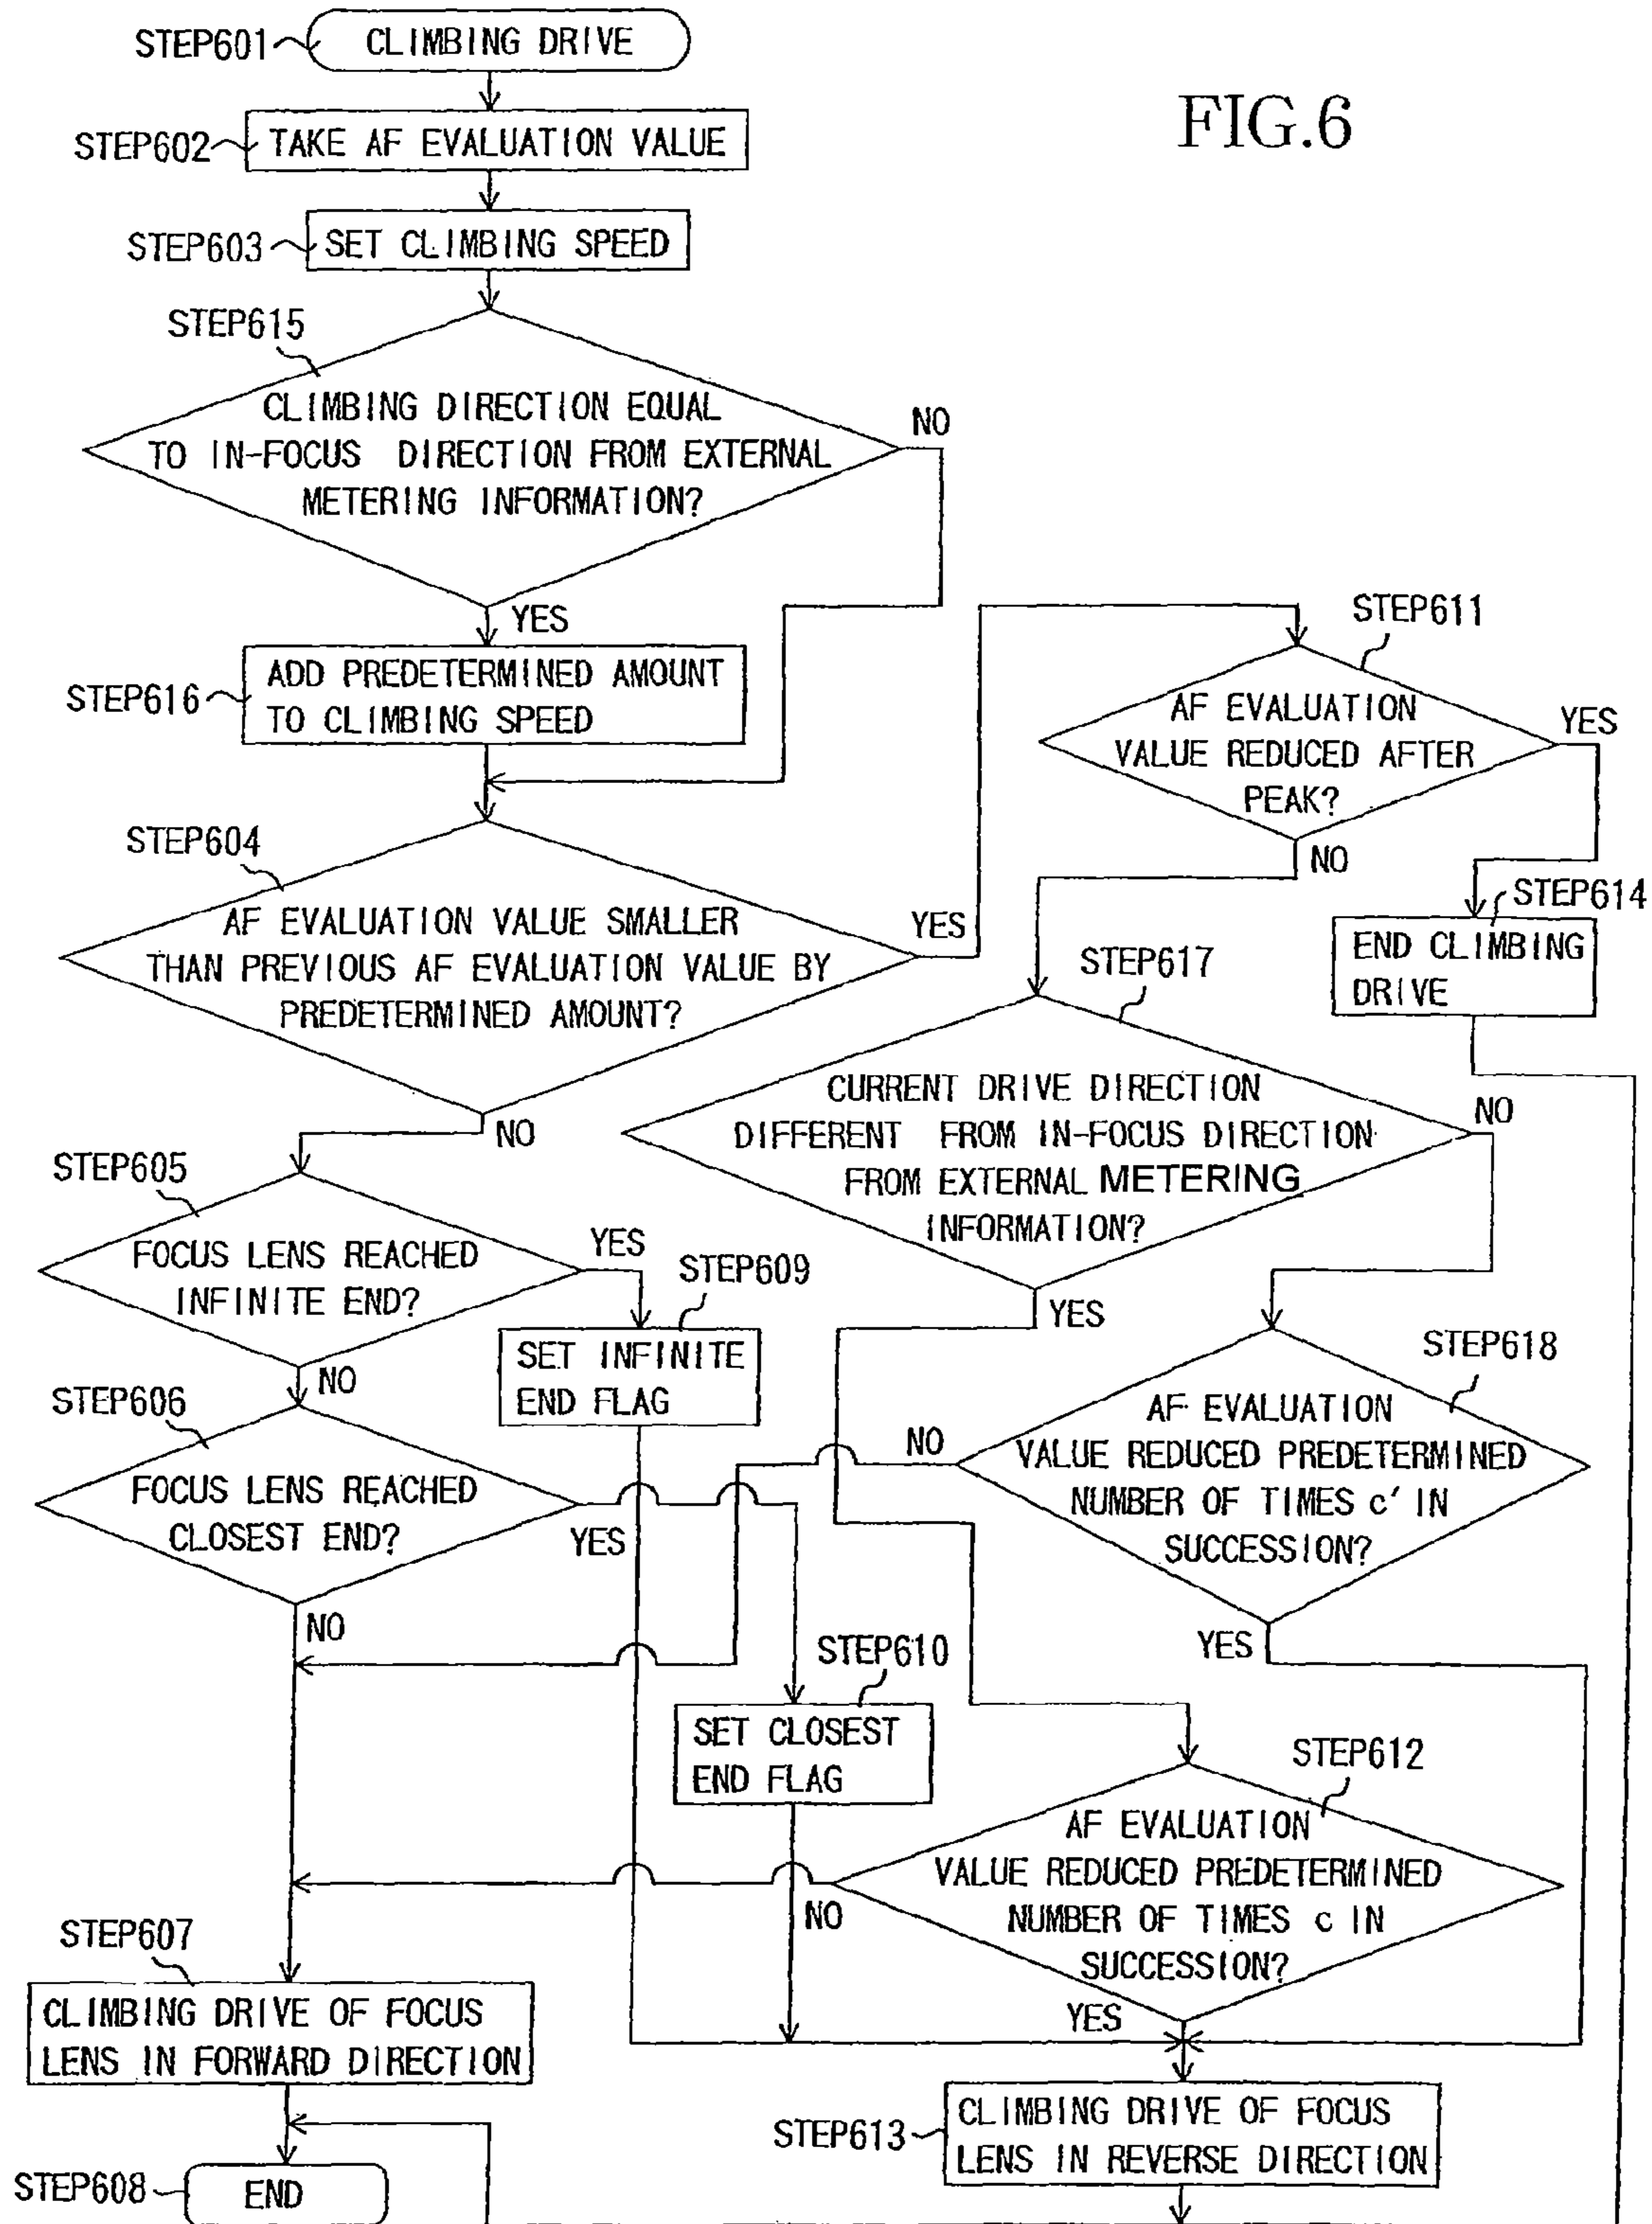 FIG.6
STEP601
CLIMBING DRIVE
STEP602
TAKE AF EVALUATION VALUE
STEP603
SET CLIMBING SPEED
STEP615
CLIMBING DIRECTION EQUAL
TO IN-FOCUS DIRECTION FROM EXTERNAL
METERING INFORMATION?
NO
YES
STEP616
ADD PREDETERMINED AMOUNT
TO CLIMBING SPEED
STEP604
AF EVALUATION VALUE SMALLER
THAN PREVIOUS AF EVALUATION VALUE BY
PREDETERMINED AMOUNT?
YES
NO
STEP611
AF EVALUATION
VALUE REDUCED AFTER
PEAK?
YES
NO
STEP614
END CLIMBING
DRIVE
STEP617
CURRENT DRIVE DIRECTION
DIFFERENT FROM IN-FOCUS DIRECTION
FROM EXTERNAL METERING
INFORMATION?
NO
YES
STEP605
FOCUS LENS REACHED
INFINITE END?
YES
NO
STEP609
SET INFINITE
END FLAG
STEP618
AF EVALUATION
VALUE REDUCED PREDETERMINED
NUMBER OF TIMES c' IN
SUCCESSION?
NO
YES
STEP606
FOCUS LENS REACHED
CLOSEST END?
YES
NO
STEP610
SET CLOSEST
END FLAG
STEP612
AF EVALUATION
VALUE REDUCED PREDETERMINED
NUMBER OF TIMES c IN
SUCCESSION?
NO
YES
STEP607
CLIMBING DRIVE OF FOCUS
LENS IN FORWARD DIRECTION
STEP613
CLIMBING DRIVE OF FOCUS
LENS IN REVERSE DIRECTION
STEP608
END